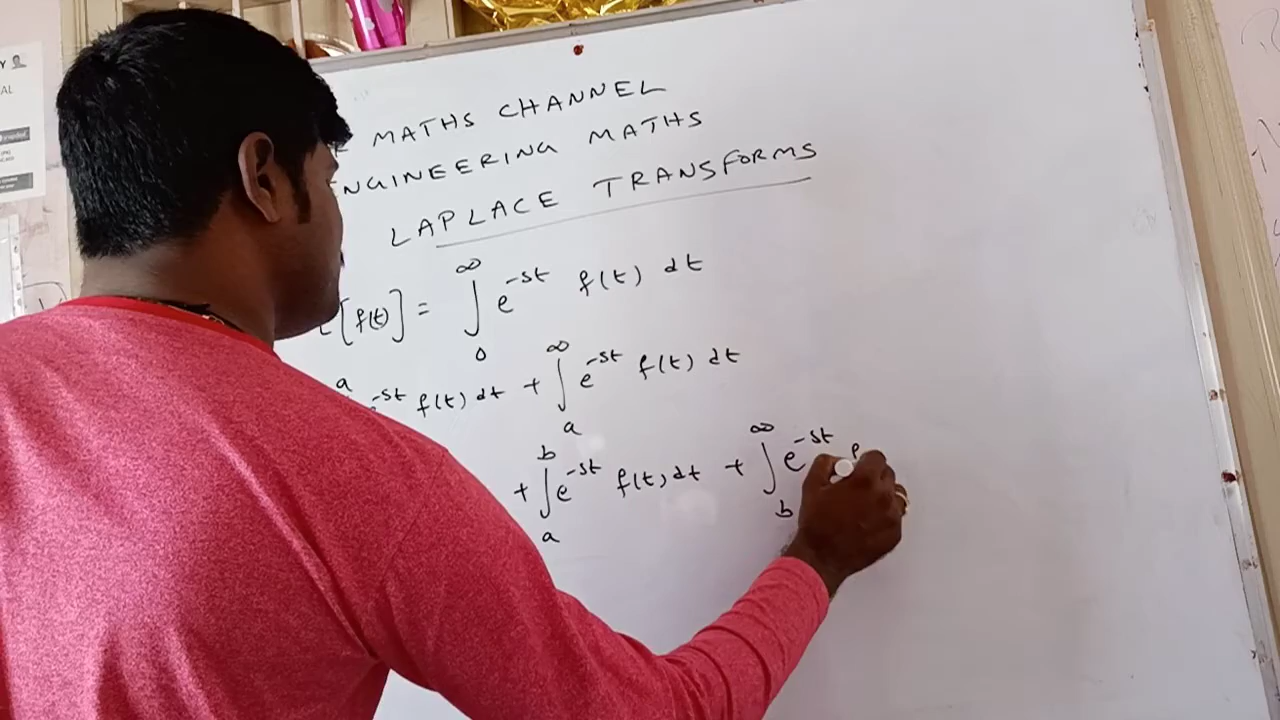 MATHS CHANNEL
NGINEERING MATHS
LAPLACE TRANSFORMS
L[f(t)] = ∫₀^∞ e^-st f(t) dt
a e^-st f(t) dt + ∫ₐ^∞ e^-st f(t) dt
+ ∫ₐ^b e^-st f(t) dt + ∫_b^∞ e^-st f